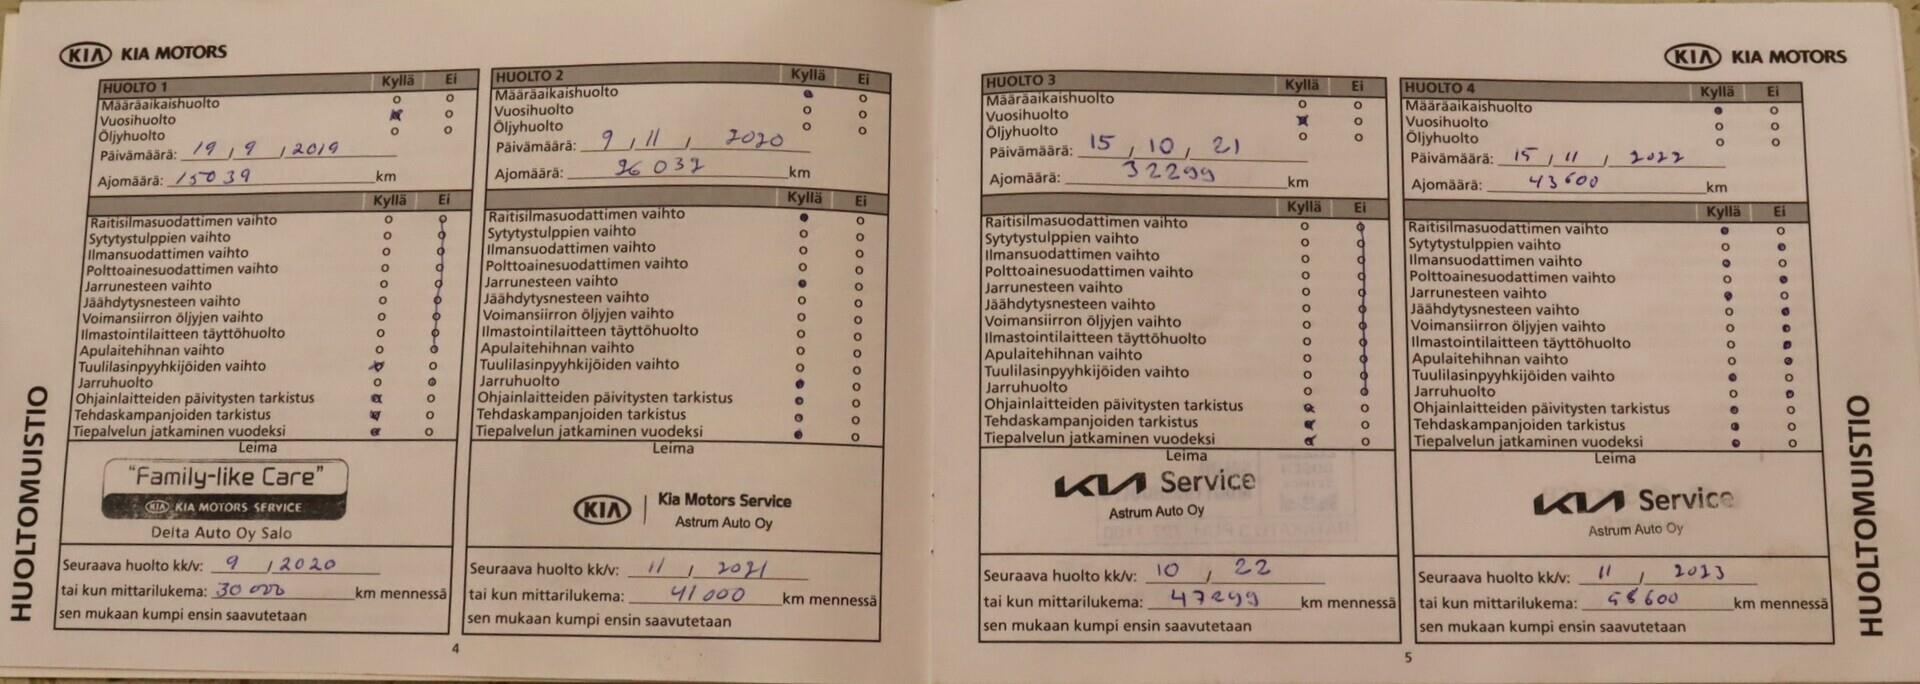 KIA KIA MOTORS
HUOLTOMUISTIO
HUOLTO 1 Kyllä Ei
Määräaikaishuolto
Vuosihuolto
Öljyhuolto
Päivämäärä: 19 / 9 / 2019
Ajomäärä: 15039 km
Kyllä Ei
Raitisilmasuodattimen vaihto
Sytytystulppien vaihto
Ilmansuodattimen vaihto
Polttoainesuodattimen vaihto
Jarrunesteen vaihto
Jäähdytysnesteen vaihto
Voimansiirron öljyjen vaihto
Ilmastointilaitteen täyttöhuolto
Apulaitehihnan vaihto
Tuulilasinpyyhkijöiden vaihto
Jarruhuolto
Ohjainlaitteiden päivitysten tarkistus
Tehdaskampanjoiden tarkistus
Tiepalvelun jatkaminen vuodeksi
Leima
"Family-like Care"
KIA KIA MOTORS SERVICE
Delta Auto Oy Salo
Seuraava huolto kk/v: 9 / 2020
tai kun mittarilukema: 30 000 km mennessä
sen mukaan kumpi ensin saavutetaan
HUOLTO 2 Kyllä Ei
Määräaikaishuolto
Vuosihuolto
Öljyhuolto
Päivämäärä: 9 / 11 / 2020
Ajomäärä: 26 037 km
Kyllä Ei
Raitisilmasuodattimen vaihto
Sytytystulppien vaihto
Ilmansuodattimen vaihto
Polttoainesuodattimen vaihto
Jarrunesteen vaihto
Jäähdytysnesteen vaihto
Voimansiirron öljyjen vaihto
Ilmastointilaitteen täyttöhuolto
Apulaitehihnan vaihto
Tuulilasinpyyhkijöiden vaihto
Jarruhuolto
Ohjainlaitteiden päivitysten tarkistus
Tehdaskampanjoiden tarkistus
Tiepalvelun jatkaminen vuodeksi
Leima
KIA Kia Motors Service
Astrum Auto Oy
Seuraava huolto kk/v: 11 / 2021
tai kun mittarilukema: 41 000 km mennessä
sen mukaan kumpi ensin saavutetaan
4
KIA KIA MOTORS
HUOLTO 3 Kyllä Ei
Määräaikaishuolto
Vuosihuolto
Öljyhuolto
Päivämäärä: 15 / 10 / 21
Ajomäärä: 32299 km
Kyllä Ei
Raitisilmasuodattimen vaihto
Sytytystulppien vaihto
Ilmansuodattimen vaihto
Polttoainesuodattimen vaihto
Jarrunesteen vaihto
Jäähdytysnesteen vaihto
Voimansiirron öljyjen vaihto
Ilmastointilaitteen täyttöhuolto
Apulaitehihnan vaihto
Tuulilasinpyyhkijöiden vaihto
Jarruhuolto
Ohjainlaitteiden päivitysten tarkistus
Tehdaskampanjoiden tarkistus
Tiepalvelun jatkaminen vuodeksi
Leima
KIA Service
Astrum Auto Oy
Seuraava huolto kk/v: 10 / 22
tai kun mittarilukema: 47299 km mennessä
sen mukaan kumpi ensin saavutetaan
HUOLTO 4 Kyllä Ei
Määräaikaishuolto
Vuosihuolto
Öljyhuolto
Päivämäärä: 15 / 11 / 2022
Ajomäärä: 43600 km
Kyllä Ei
Raitisilmasuodattimen vaihto
Sytytystulppien vaihto
Ilmansuodattimen vaihto
Polttoainesuodattimen vaihto
Jarrunesteen vaihto
Jäähdytysnesteen vaihto
Voimansiirron öljyjen vaihto
Ilmastointilaitteen täyttöhuolto
Apulaitehihnan vaihto
Tuulilasinpyyhkijöiden vaihto
Jarruhuolto
Ohjainlaitteiden päivitysten tarkistus
Tehdaskampanjoiden tarkistus
Tiepalvelun jatkaminen vuodeksi
Leima
KIA Service
Astrum Auto Oy
Seuraava huolto kk/v: 11 / 2023
tai kun mittarilukema: 58600 km mennessä
sen mukaan kumpi ensin saavutetaan
HUOLTOMUISTIO
5